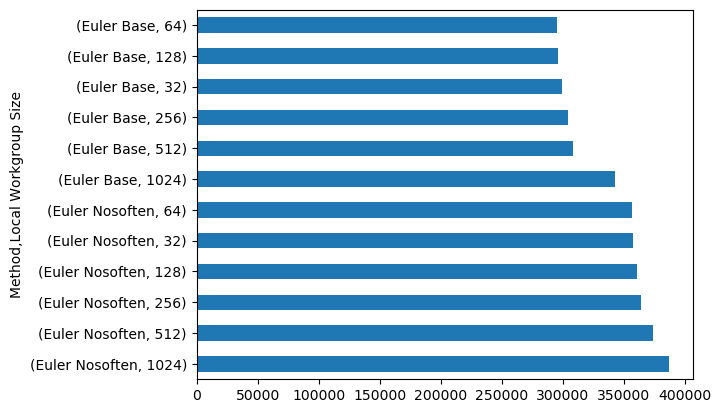 Method,Local Workgroup Size
(Euler Base, 64)
(Euler Base, 128)
(Euler Base, 32)
(Euler Base, 256)
(Euler Base, 512)
(Euler Base, 1024)
(Euler Nosoften, 64)
(Euler Nosoften, 32)
(Euler Nosoften, 128)
(Euler Nosoften, 256)
(Euler Nosoften, 512)
(Euler Nosoften, 1024)
0 50000 100000 150000 200000 250000 300000 350000 400000